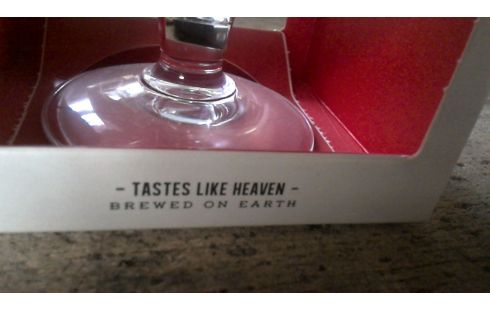 - TASTES LIKE HEAVEN -
BREWED ON EARTH